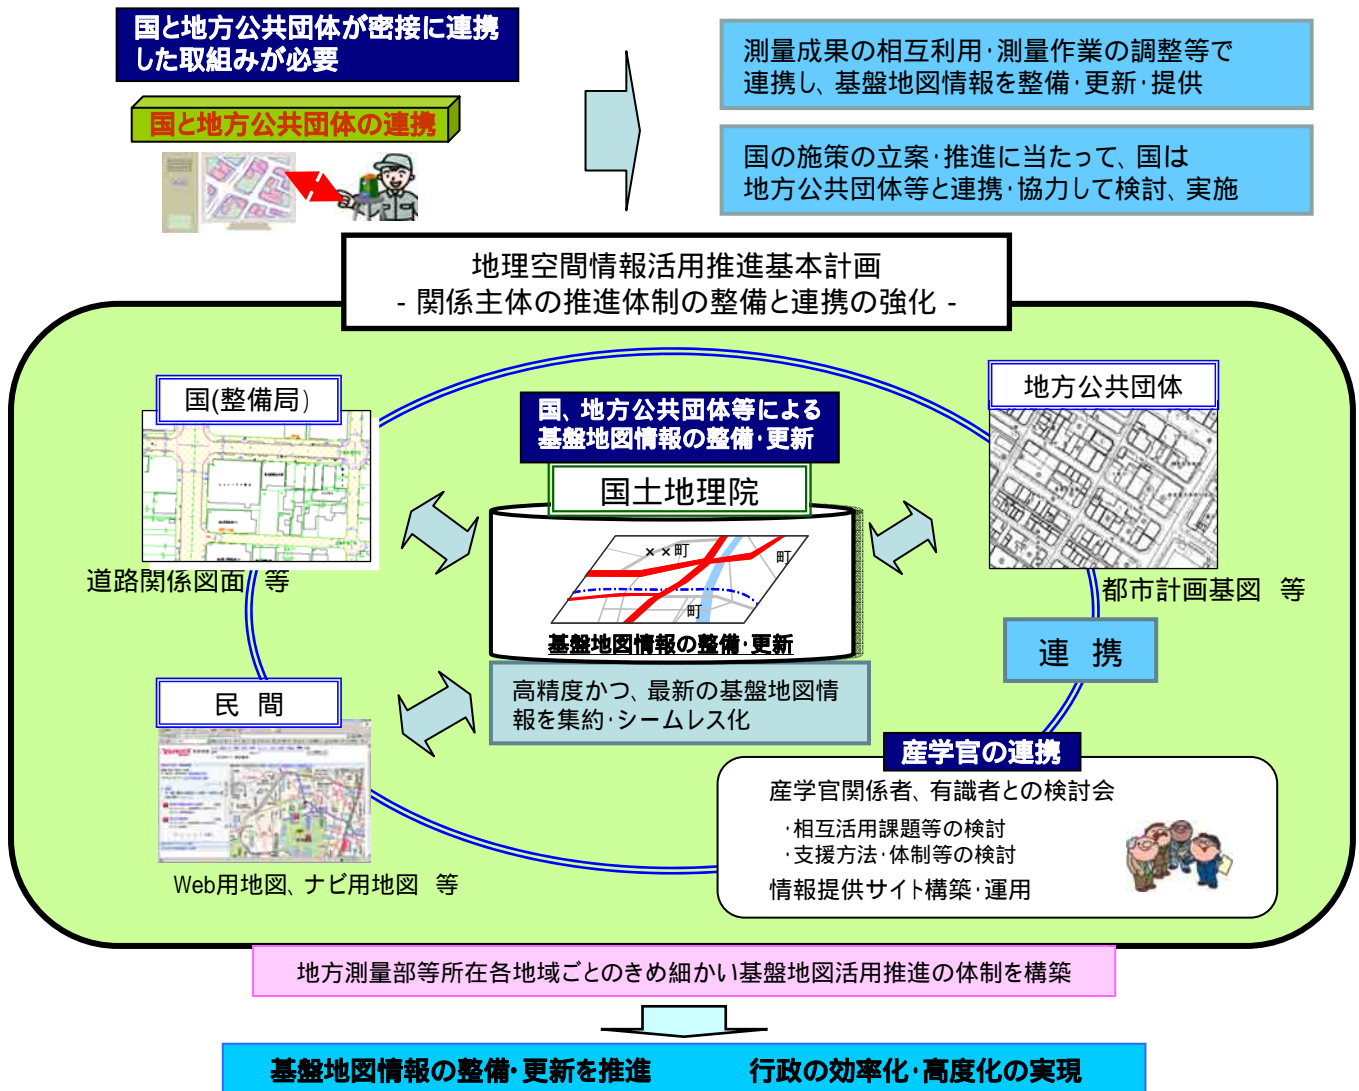 国と地方公共団体が密接に連携
した取組みが必要
国と地方公共団体の連携
測量成果の相互利用・測量作業の調整等で
連携し、基盤地図情報を整備・更新・提供
国の施策の立案・推進に当たって、国は
地方公共団体等と連携・協力して検討、実施
地理空間情報活用推進基本計画
- 関係主体の推進体制の整備と連携の強化 -
国(整備局)
道路関係図面 等
国、地方公共団体等による
基盤地図情報の整備・更新
国土地理院
××町
町
町
基盤地図情報の整備・更新
高精度かつ、最新の基盤地図情
報を集約・シームレス化
地方公共団体
都市計画基図 等
連 携
民 間
Web用地図、ナビ用地図 等
産学官の連携
産学官関係者、有識者との検討会
・相互活用課題等の検討
・支援方法・体制等の検討
情報提供サイト構築・運用
地方測量部等所在各地域ごとのきめ細かい基盤地図活用推進の体制を構築
基盤地図情報の整備・更新を推進 行政の効率化・高度化の実現